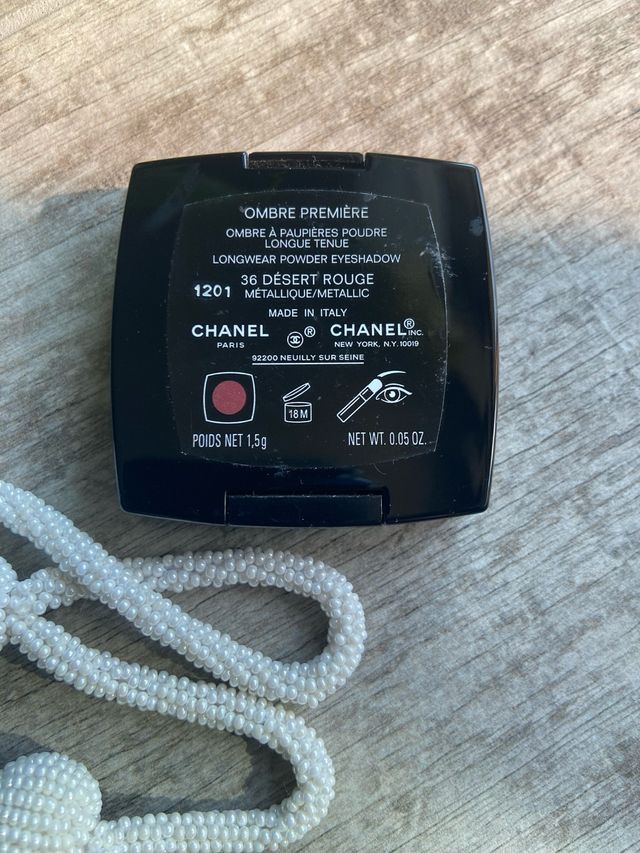 OMBRE PREMIÈRE
OMBRE À PAUPIÈRES POUDRE
LONGUE TENUE
LONGWEAR POWDER EYESHADOW
36 DÉSERT ROUGE
1201 MÉTALLIQUE/METALLIC
MADE IN ITALY
CHANEL ® CHANEL® INC.
PARIS NEW YORK, N.Y. 10019
92200 NEUILLY SUR SEINE
18 M
POIDS NET 1,5g NET WT. 0.05 OZ.